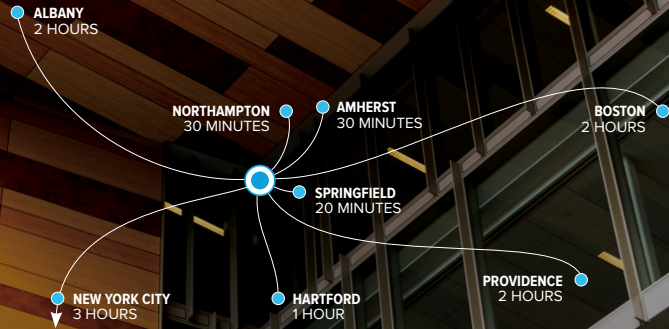 ALBANY
2 HOURS
NORTHAMPTON
30 MINUTES
AMHERST
30 MINUTES
BOSTON
2 HOURS
SPRINGFIELD
20 MINUTES
PROVIDENCE
2 HOURS
NEW YORK CITY
3 HOURS
HARTFORD
1 HOUR